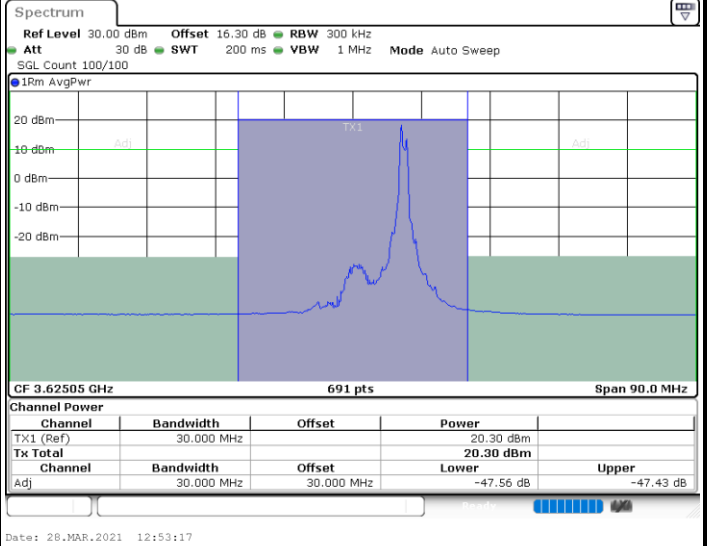 Spectrum
Ref Level 30.00 dBm Offset 16.30 dB RBW 300 kHz
Att 30 dB SWT 200 ms VBW 1 MHz Mode Auto Sweep
SGL Count 100/100
1Rm AvgPwr
TX1
20 dBm
Adj Adj
10 dBm
0 dBm
-10 dBm
-20 dBm
CF 3.62505 GHz 691 pts Span 90.0 MHz
Channel Power
Channel Bandwidth Offset Power
TX1 (Ref) 30.000 MHz 20.30 dBm
Tx Total 20.30 dBm
Channel Bandwidth Offset Lower Upper
Adj 30.000 MHz 30.000 MHz -47.56 dB -47.43 dB
Ready
Date: 28.MAR.2021 12:53:17